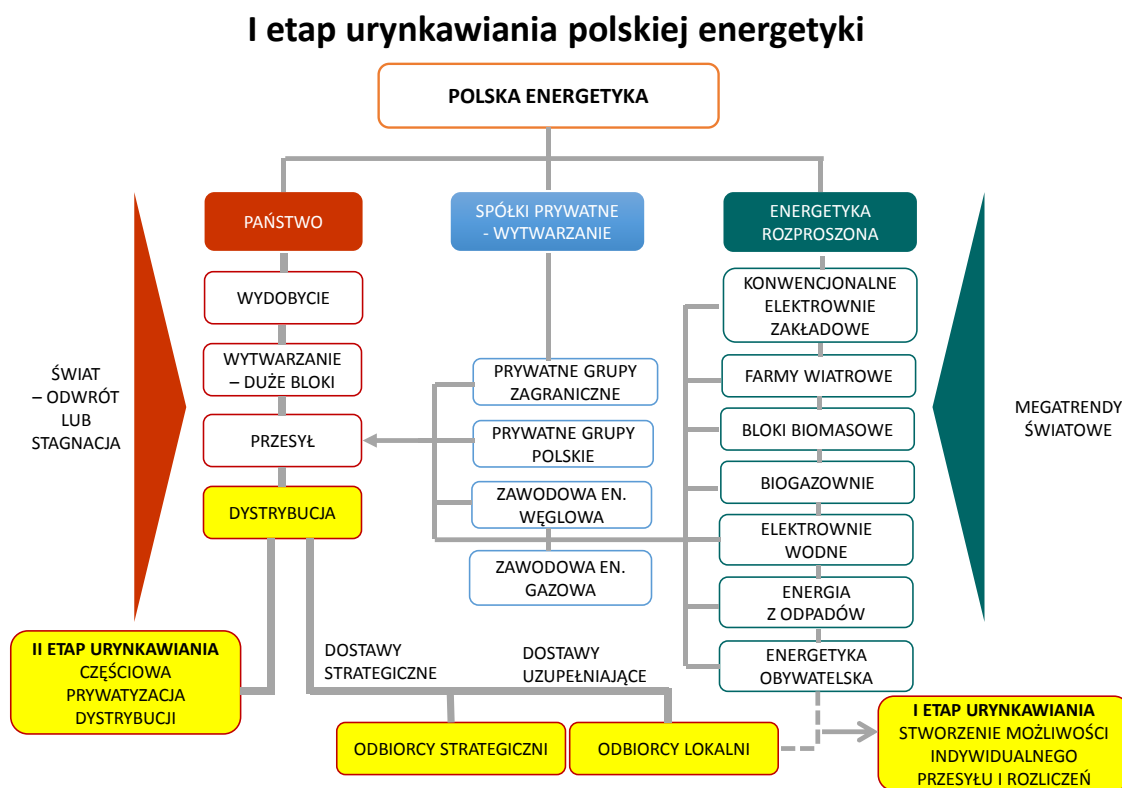 I etap urynkawiania polskiej energetyki
POLSKA ENERGETYKA
PAŃSTWO
SPÓŁKI PRYWATNE
- WYTWARZANIE
ENERGETYKA
ROZPROSZONA
WYDOBYCIE
WYTWARZANIE
– DUŻE BLOKI
PRZESYŁ
DYSTRYBUCJA
PRYWATNE GRUPY
ZAGRANICZNE
PRYWATNE GRUPY
POLSKIE
ZAWODOWA EN.
WĘGLOWA
ZAWODOWA EN.
GAZOWA
KONWENCJONALNE
ELEKTROWNIE
ZAKŁADOWE
FARMY WIATROWE
BLOKI BIOMASOWE
BIOGAZOWNIE
ELEKTROWNIE
WODNE
ENERGIA
Z ODPADÓW
ENERGETYKA
OBYWATELSKA
ŚWIAT
– ODWRÓT
LUB
STAGNACJA
MEGATRENDY
ŚWIATOWE
II ETAP URYNKAWIANIA
CZĘŚCIOWA
PRYWATYZACJA
DYSTRYBUCJI
DOSTAWY
STRATEGICZNE
DOSTAWY
UZUPEŁNIAJĄCE
ODBIORCY STRATEGICZNI
ODBIORCY LOKALNI
I ETAP URYNKAWIANIA
STWORZENIE MOŻLIWOŚCI
INDYWIDUALNEGO
PRZESYŁU I ROZLICZEŃ